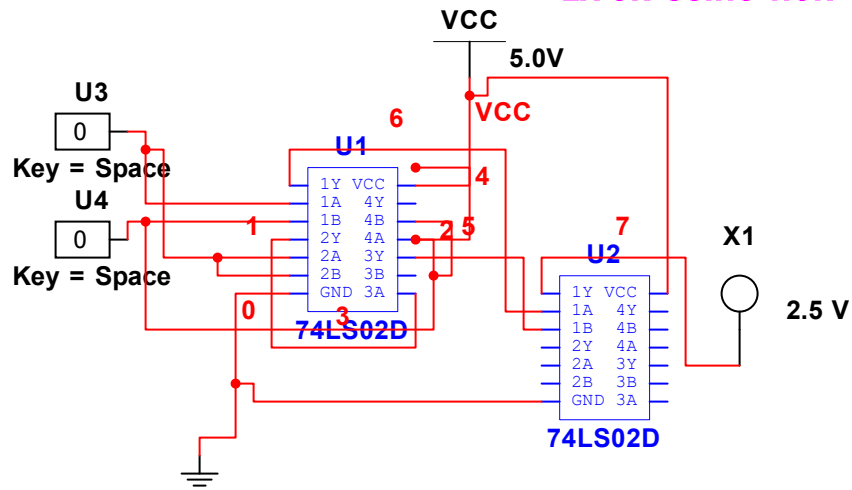 VCC
5.0V
VCC
U3
0
Key = Space
U4
0
Key = Space
6
U1
4
1
2
5
0
3
1Y VCC
1A 4Y
1B 4B
2Y 4A
2A 3Y
2B 3B
GND 3A
74LS02D
7
U2
1Y VCC
1A 4Y
1B 4B
2Y 4A
2A 3Y
2B 3B
GND 3A
74LS02D
X1
2.5 V